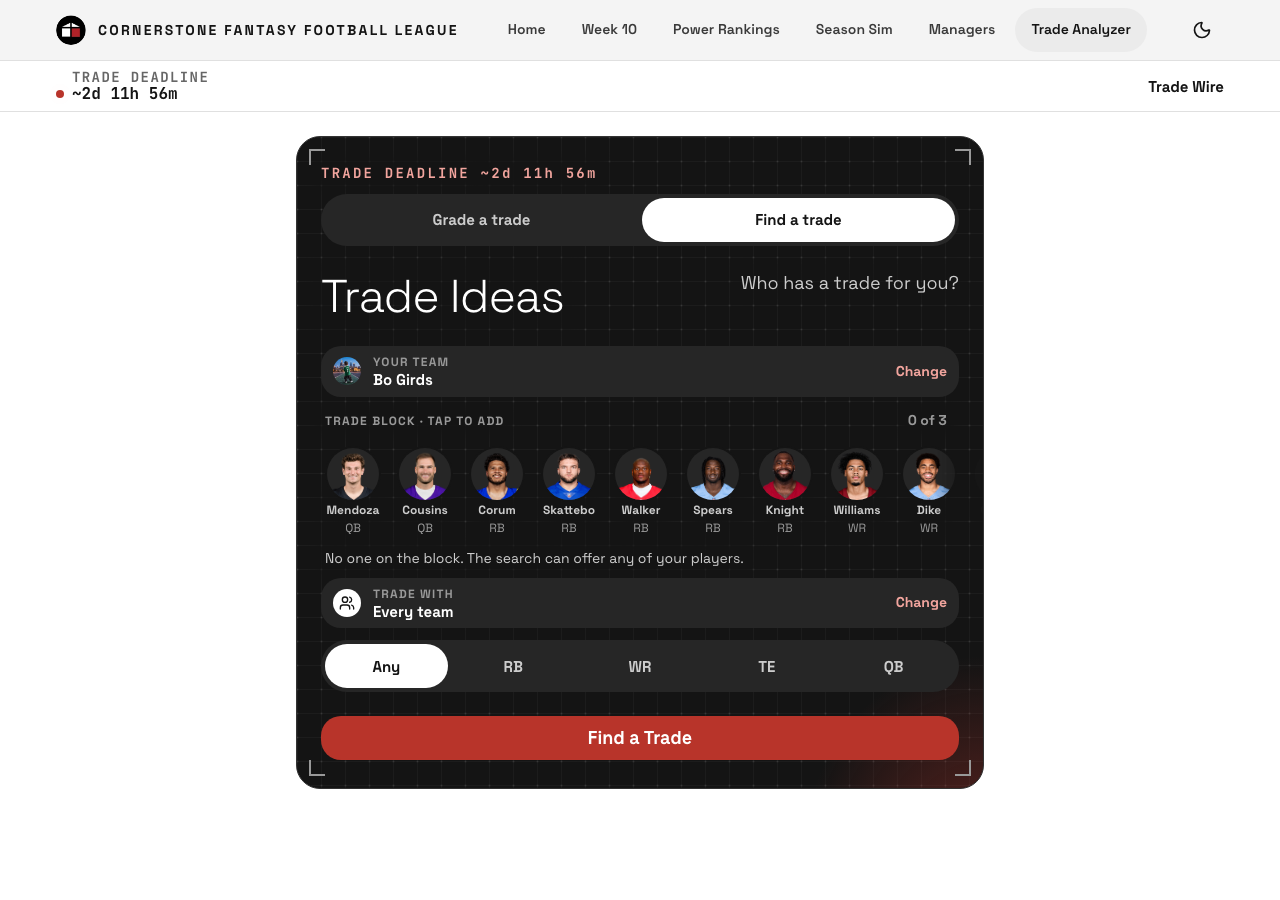 CORNERSTONE FANTASY FOOTBALL LEAGUE
Home
Week 10
Power Rankings
Season Sim
Managers
Trade Analyzer
TRADE DEADLINE
~2d 11h 56m
Trade Wire
TRADE DEADLINE ~2d 11h 56m
Grade a trade
Find a trade
Trade Ideas
Who has a trade for you?
YOUR TEAM
Bo Girds
Change
TRADE BLOCK · TAP TO ADD
0 of 3
Mendoza
QB
Cousins
QB
Corum
RB
Skattebo
RB
Walker
RB
Spears
RB
Knight
RB
Williams
WR
Dike
WR
No one on the block. The search can offer any of your players.
TRADE WITH
Every team
Change
Any
RB
WR
TE
QB
Find a Trade